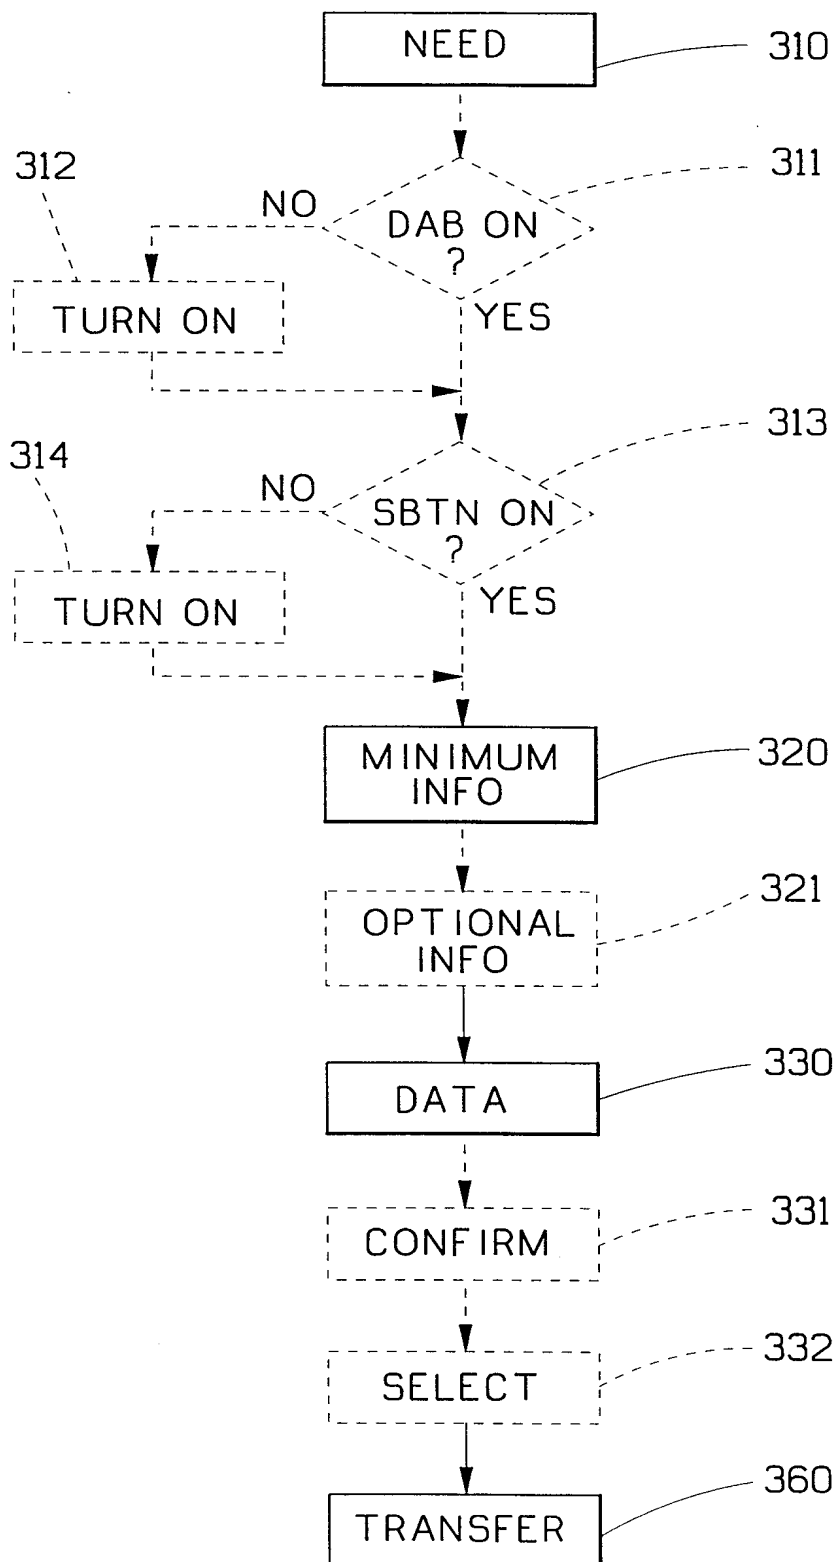 NEED
310
311
312
NO
DAB ON
?
TURN ON
YES
313
314
NO
SBTN ON
?
TURN ON
YES
MINIMUM
INFO
320
321
OPTIONAL
INFO
330
DATA
331
CONFIRM
332
SELECT
360
TRANSFER